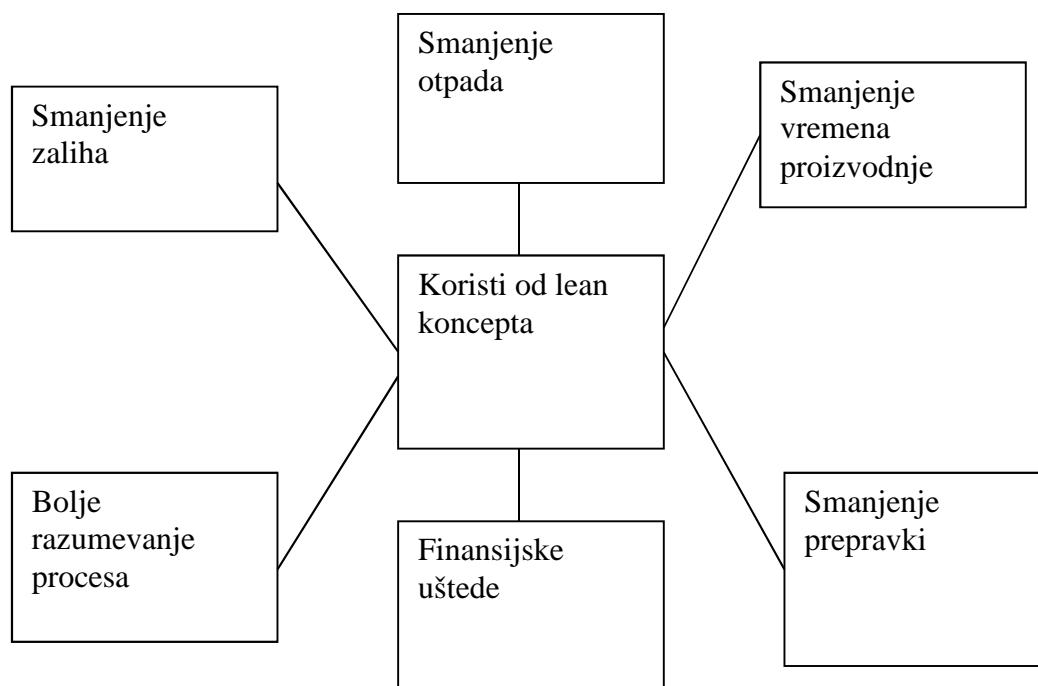 Smanjenje
otpada
Smanjenje
zaliha
Smanjenje
vremena
proizvodnje
Koristi od lean
koncepta
Bolje
razumevanje
procesa
Finansijske
uštede
Smanjenje
prepravki